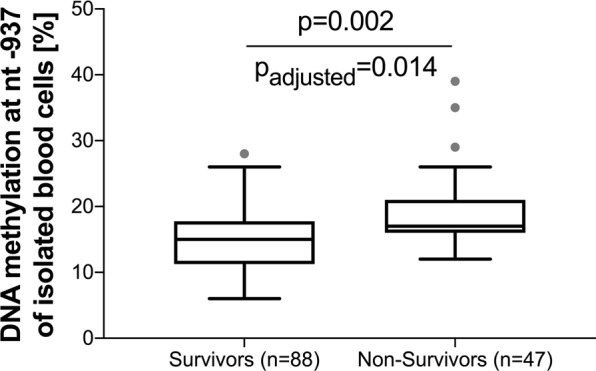 DNA methylation at nt -937
of isolated blood cells [%]
50
40
30
20
10
0
p=0.002
padjusted=0.014
Survivors (n=88)
Non-Survivors (n=47)